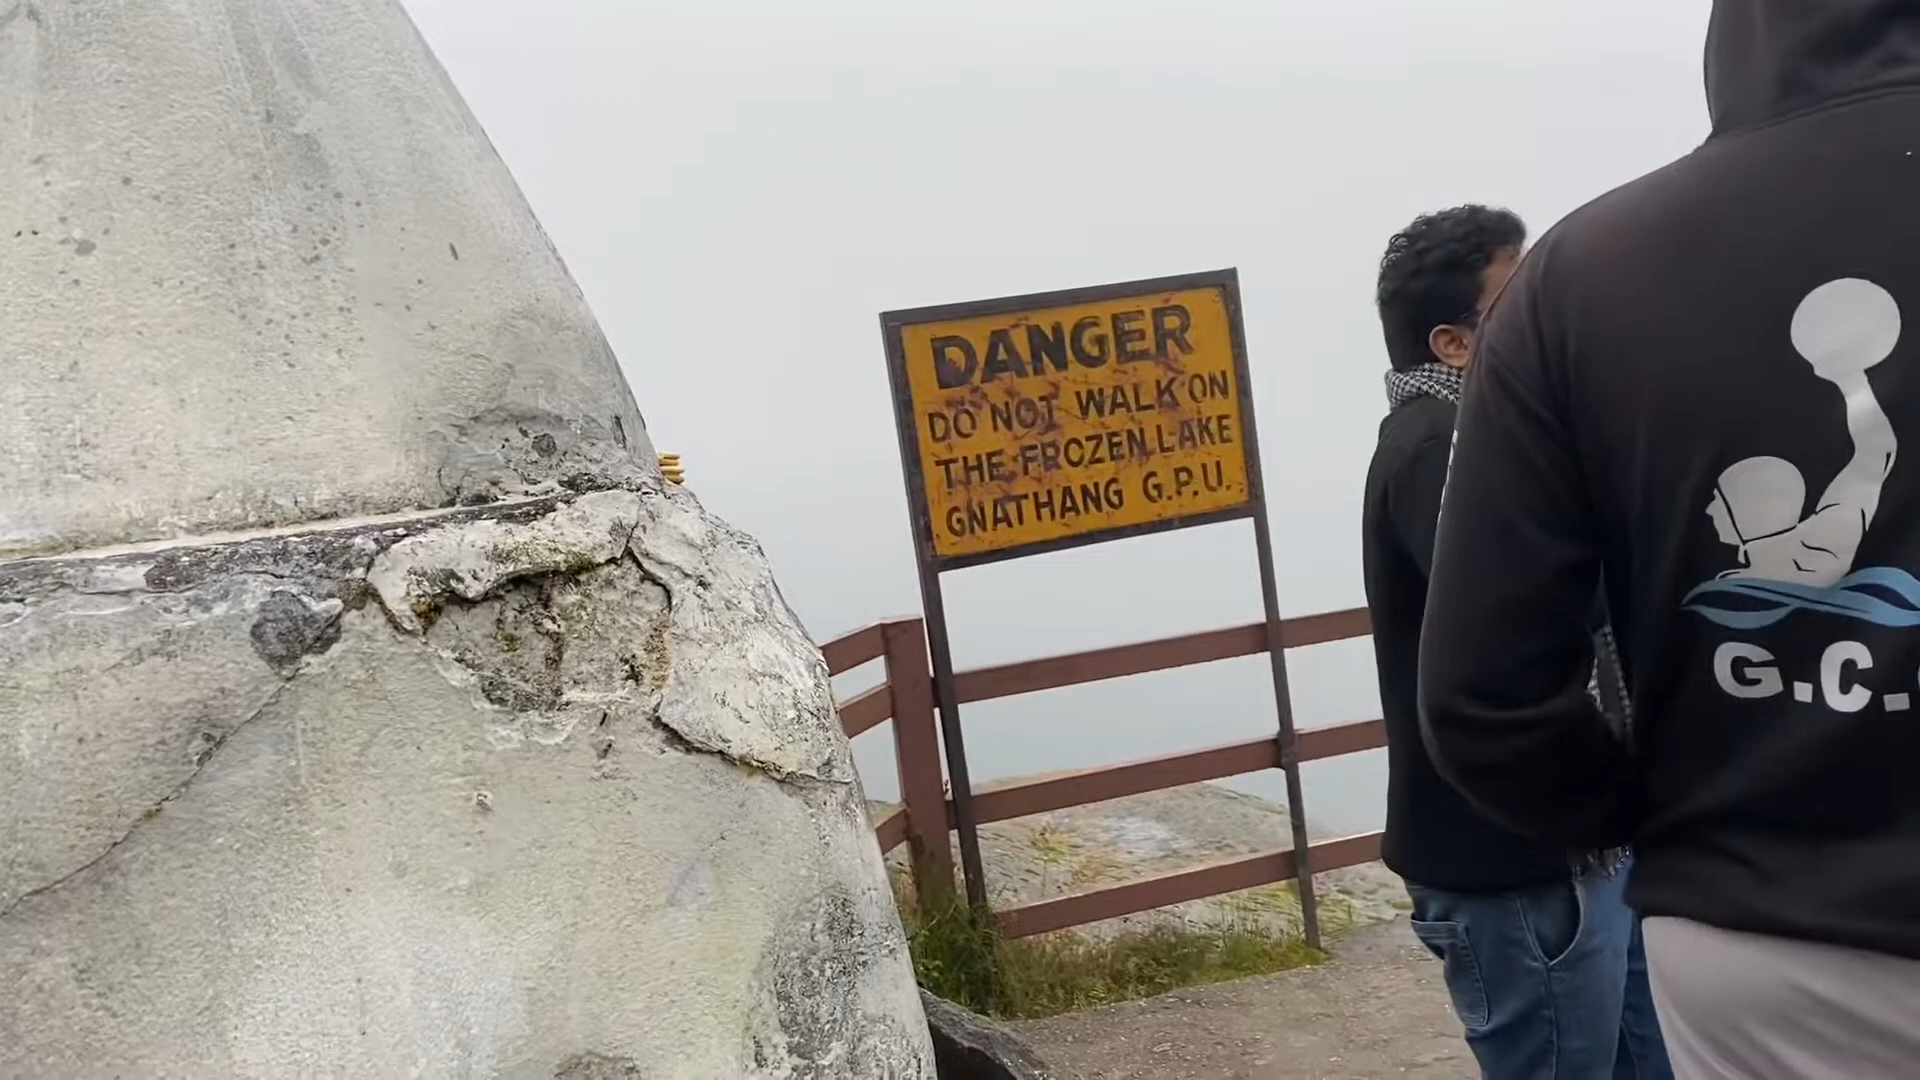 DANGER
DO NOT WALK ON
THE FROZEN LAKE
GNATHANG G.P.U.
G.C.